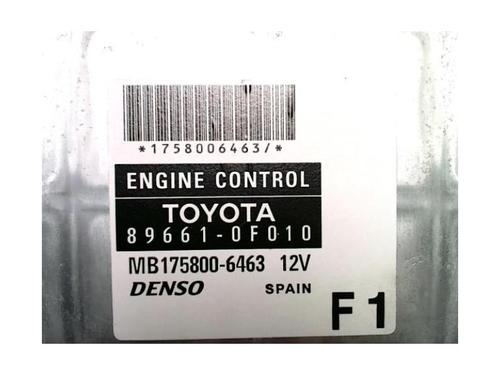 *1758006463/*
ENGINE CONTROL
TOYOTA
89661-0F010
MB175800-6463 12V
DENSO SPAIN
F1